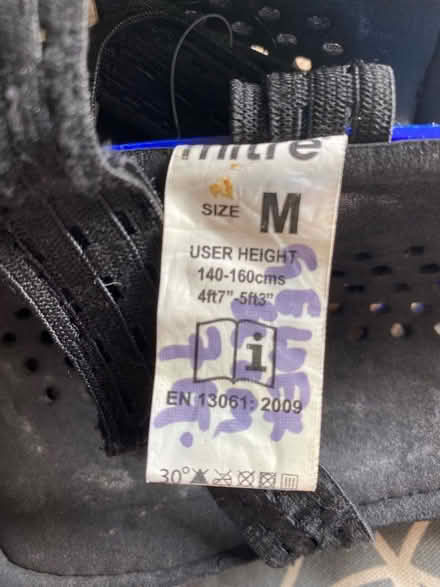 mitre
SIZE M
USER HEIGHT
140-160cms
4ft7"-5ft3"
i
EN 13061: 2009
30°